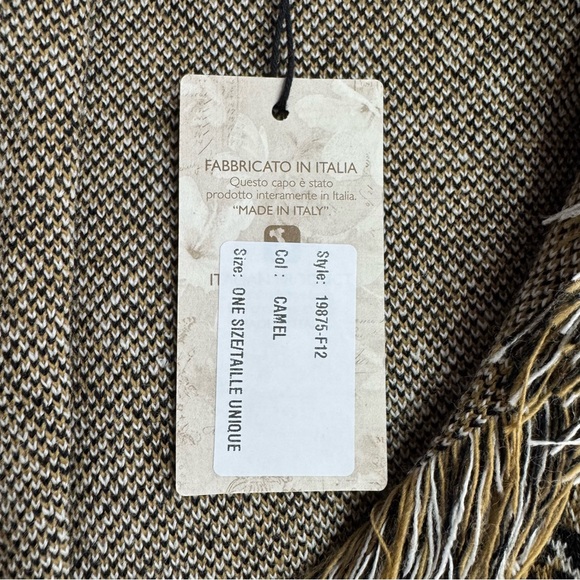 FABBRICATO IN ITALIA
Questo capo è stato
prodotto interamente in Italia.
"MADE IN ITALY"
IT
Style: 19875-F12
Col : CAMEL
Size: ONE SIZE/TAILLE UNIQUE